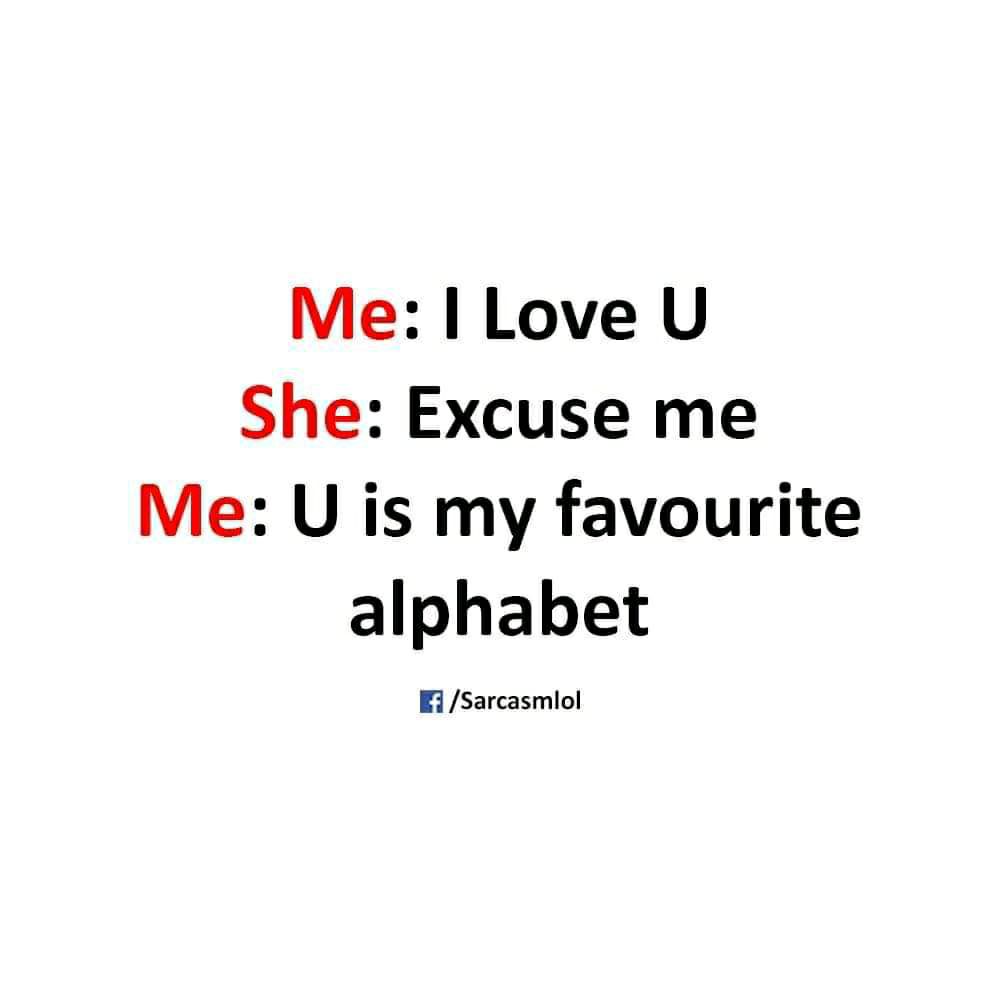 Me: I Love U
She: Excuse me
Me: U is my favourite
alphabet
f /Sarcasmlol